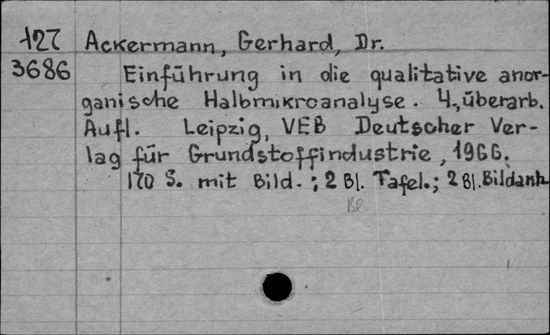 127 Ackermann, Gerhard, Dr.
3686 Einführung in die qualitative anor-
ganische Halbmikroanalyse. 4., überarb.
Aufl. Leipzig, VEB Deutscher Ver-
lag für Grundstoffindustrie, 1966.
170 S. mit Bild.; 2 Bl. Tafel.; 2 Bl. Bildanh.
Bl